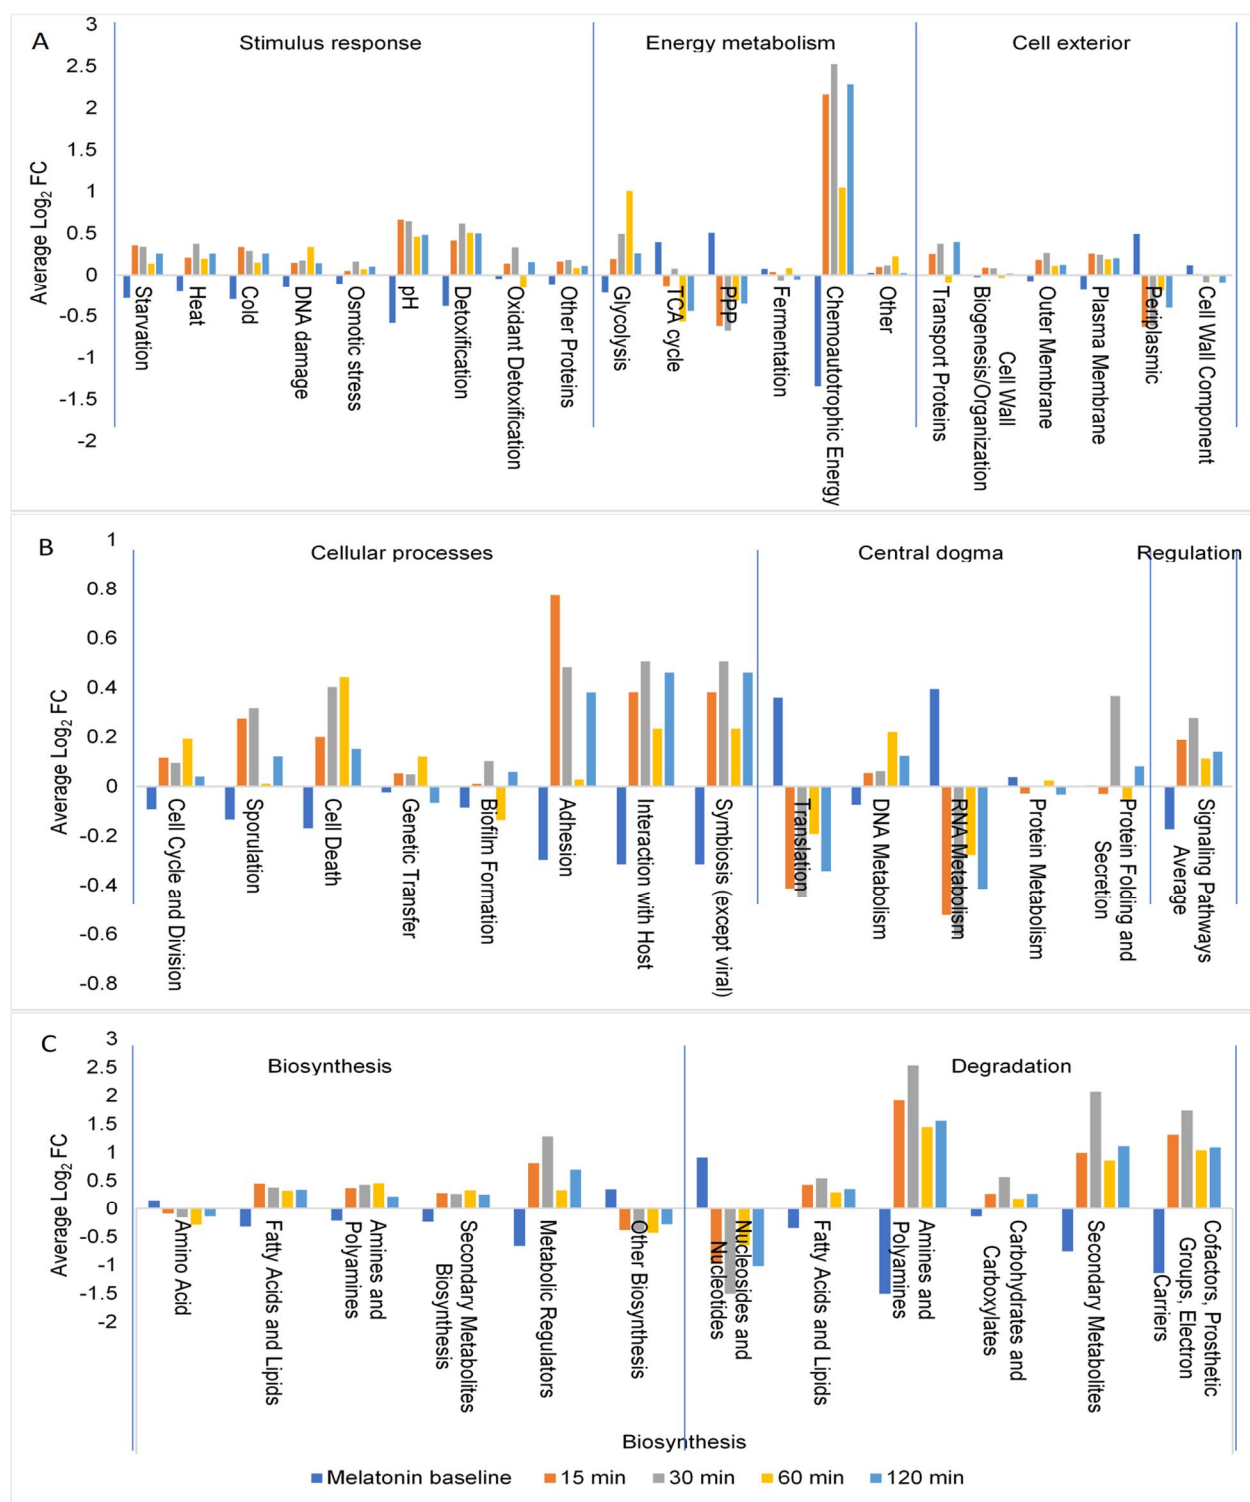 A
Stimulus response
Energy metabolism
Cell exterior
3
2.5
2
1.5
1
0.5
0
-0.5
-1
-1.5
-2
Average Log2 FC
Starvation
Heat
Cold
DNA damage
Osmotic stress
pH
Detoxification
Oxidant Detoxification
Other Proteins
Glycolysis
TCA cycle
PPP
Fermentation
Chemoautotrophic Energy
Other
Transport Proteins
Cell Wall
Biogenesis/Organization
Outer Membrane
Plasma Membrane
Periplasmic
Cell Wall Component
B
Cellular processes
Central dogma
Regulation
1
0.8
0.6
0.4
0.2
0
-0.2
-0.4
-0.6
-0.8
Average Log2 FC
Cell Cycle and Division
Sporulation
Cell Death
Genetic Transfer
Biofilm Formation
Adhesion
Interaction with Host
Symbiosis (except viral)
Translation
DNA Metabolism
RNA Metabolism
Protein Metabolism
Protein Folding and
Secretion
Signaling Pathways
Average
C
Biosynthesis
Degradation
3
2.5
2
1.5
1
0.5
0
-0.5
-1
-1.5
-2
Average Log2 FC
Amino Acid
Fatty Acids and Lipids
Amines and
Polyamines
Secondary Metabolites
Biosynthesis
Metabolic Regulators
Other Biosynthesis
Nucleosides and
Nucleotides
Fatty Acids and Lipids
Amines and
Polyamines
Carbohydrates and
Carboxylates
Secondary Metabolites
Cofactors, Prosthetic
Groups, Electron
Carriers
Biosynthesis
Melatonin baseline
15 min
30 min
60 min
120 min